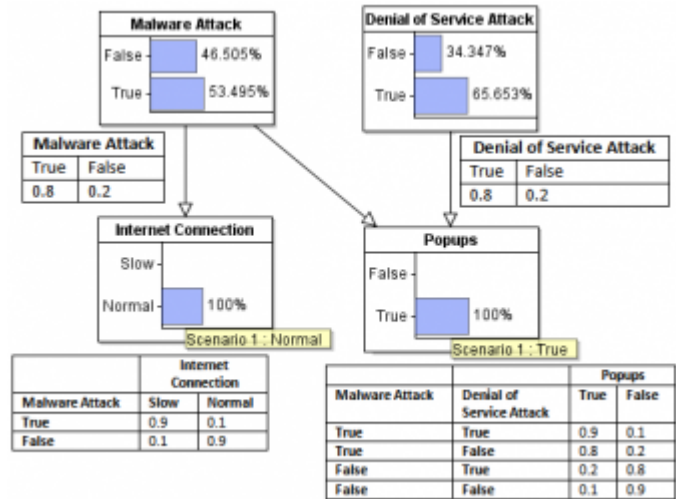 Malware Attack
False 46.505%
True 53.495%
Denial of Service Attack
False 34.347%
True 65.653%
Malware Attack
True False
0.8 0.2
Denial of Service Attack
True False
0.8 0.2
Internet Connection
Slow
Normal 100%
Scenario 1 : Normal
Popups
False
True 100%
Scenario 1 : True
Internet
Connection
Malware Attack Slow Normal
True 0.9 0.1
False 0.1 0.9
Popups
Malware Attack Denial of True False
Service Attack
True True 0.9 0.1
True False 0.8 0.2
False True 0.2 0.8
False False 0.1 0.9